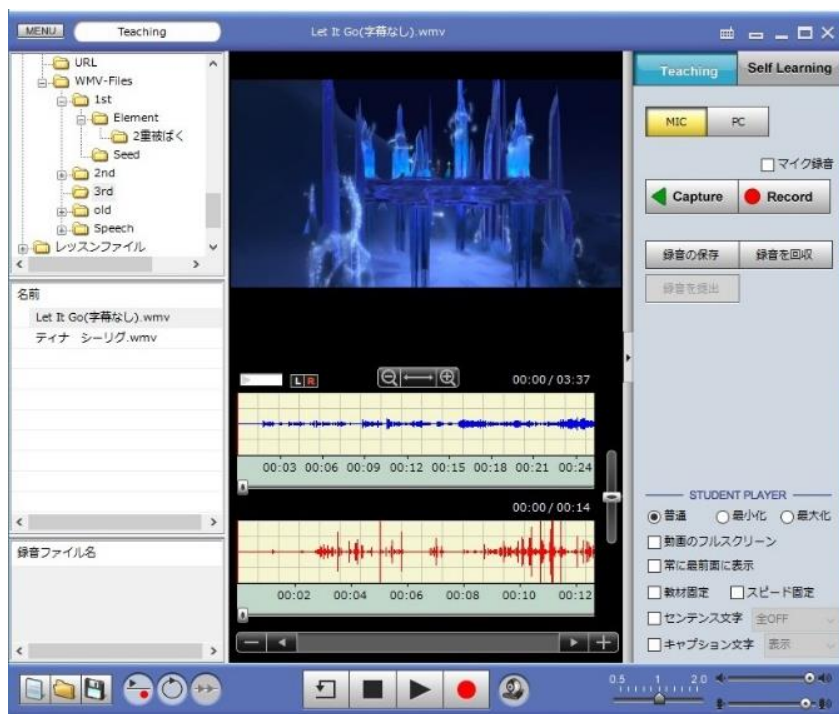 MENU Teaching Let It Go(字幕なし).wmv
URL
WMV-Files
1st
Element
2重被ばく
Seed
2nd
3rd
old
Speech
レッスンファイル
名前
Let It Go(字幕なし).wmv
ティナ シーリグ.wmv
録音ファイル名
L R
00:00/03:37
00:03 00:06 00:09 00:12 00:15 00:18 00:21 00:24
00:00/00:14
00:02 00:04 00:06 00:08 00:10 00:12
Teaching Self Learning
MIC PC
マイク録音
Capture Record
録音の保存 録音を回収
録音を提出
STUDENT PLAYER
普通 最小化 最大化
動画のフルスクリーン
常に最前面に表示
教材固定 スピード固定
センテンス文字 全OFF
キャプション文字 表示
0.5 1 2.0